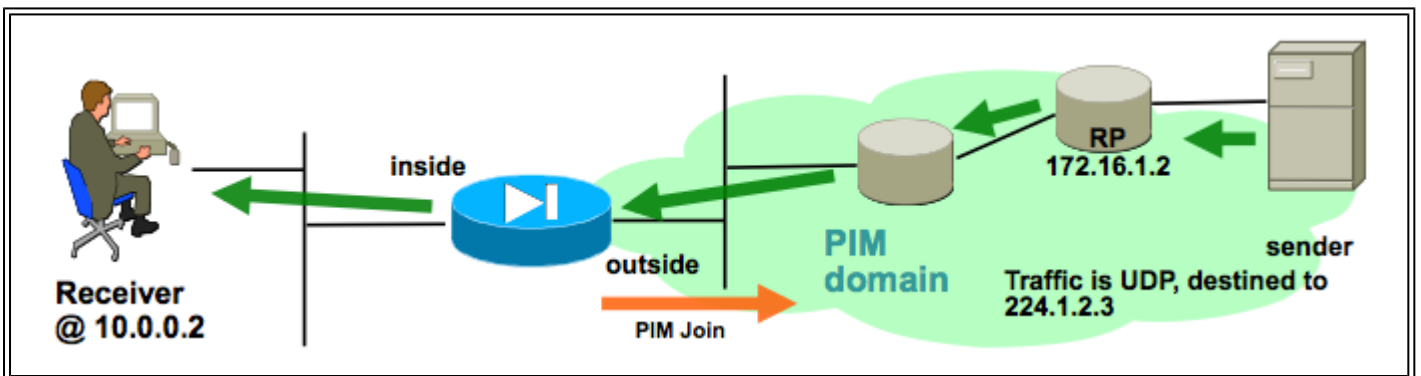 inside
RP
172.16.1.2
Receiver
@ 10.0.0.2
outside
PIM Join
PIM
domain
sender
Traffic is UDP, destined to
224.1.2.3